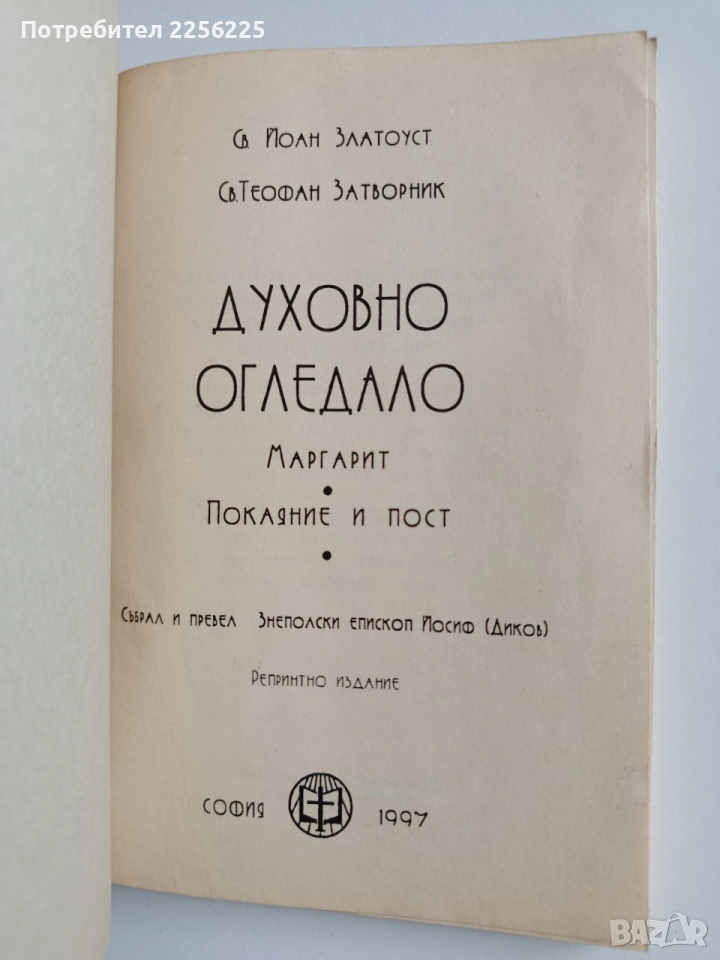 Потребител 2256225
Св. Йоан Златоуст
Св. Теофан Затворник
ДУХОВНО
ОГЛЕДАЛО
Маргарит
•
Покаяние и пост
•
Събрал и превел Знеполски епископ Йосиф (Диков)
Репринтно издание
СОФИЯ 1997
BAZAR